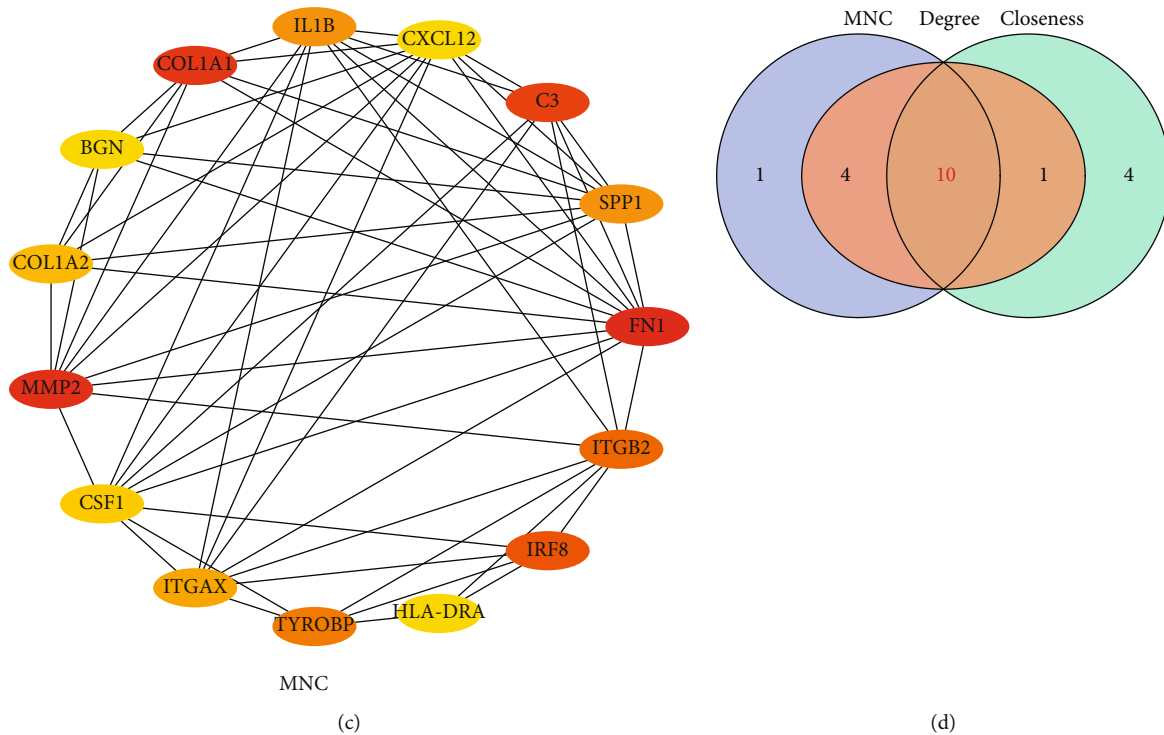 IL1B
CXCL12
COL1A1
C3
BGN
SPP1
COL1A2
FN1
MMP2
ITGB2
CSF1
IRF8
ITGAX
HLA-DRA
TYROBP
MNC
(c)
MNC Degree Closeness
1 4 10 1 4
(d)